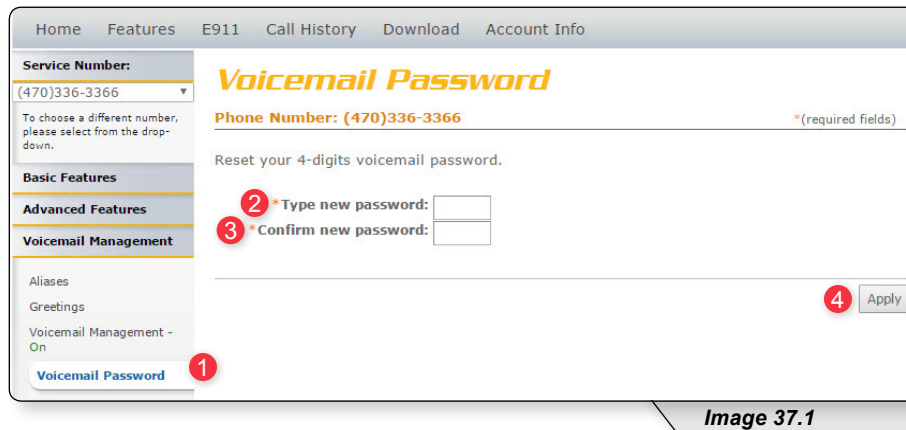 Home Features E911 Call History Download Account Info
Service Number:
(470)336-3366
To choose a different number,
please select from the drop-
down.
Basic Features
Advanced Features
Voicemail Management
Aliases
Greetings
Voicemail Management -
On
Voicemail Password
1
Voicemail Password
Phone Number: (470)336-3366 *(required fields)
Reset your 4-digits voicemail password.
2 *Type new password:
3 *Confirm new password:
4 Apply
Image 37.1